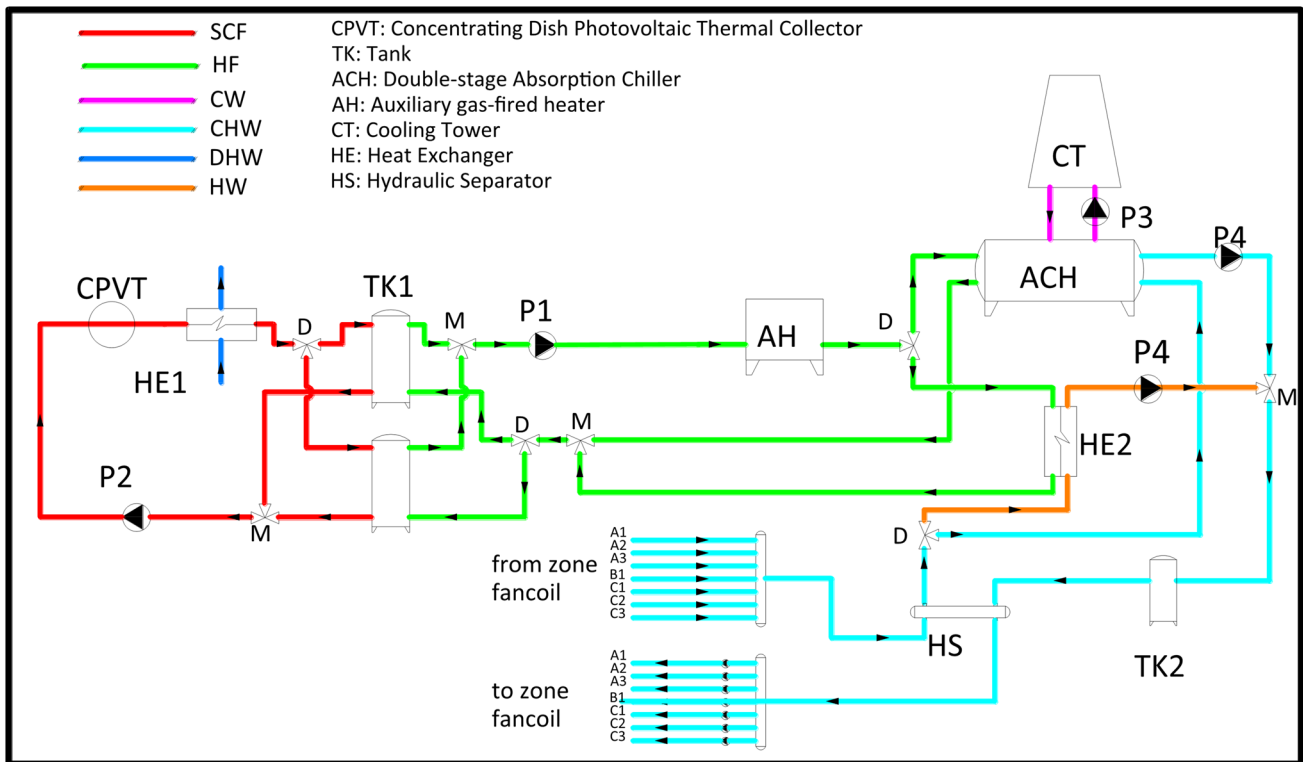 SCF
HF
CW
CHW
DHW
HW
CPVT: Concentrating Dish Photovoltaic Thermal Collector
TK: Tank
ACH: Double-stage Absorption Chiller
AH: Auxiliary gas-fired heater
CT: Cooling Tower
HE: Heat Exchanger
HS: Hydraulic Separator
CT
P3
P4
ACH
CPVT
TK1
D
M
P1
AH
D
HE1
P4
M
D
M
HE2
P2
M
D
from zone
fancoil
A1
A2
A3
B1
C1
C2
C3
HS
TK2
to zone
fancoil
A1
A2
A3
B1
C1
C2
C3